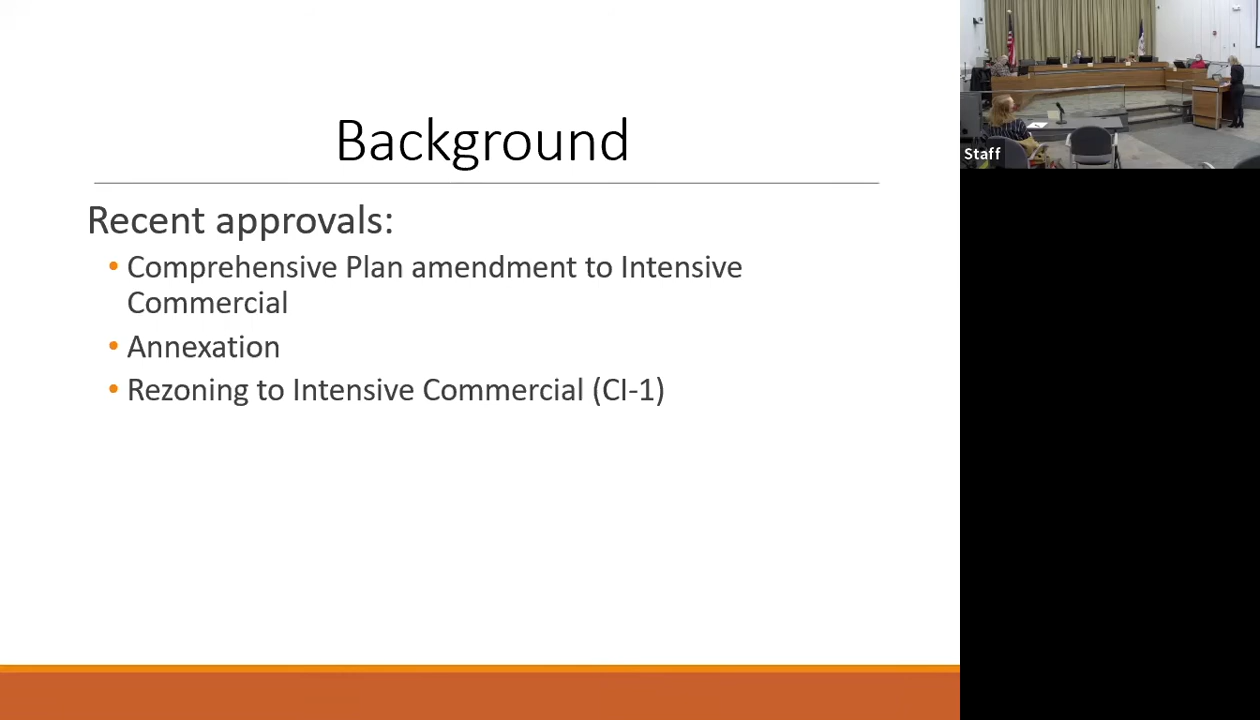 Background
Recent approvals:
• Comprehensive Plan amendment to Intensive
Commercial
• Annexation
• Rezoning to Intensive Commercial (CI-1)
Staff